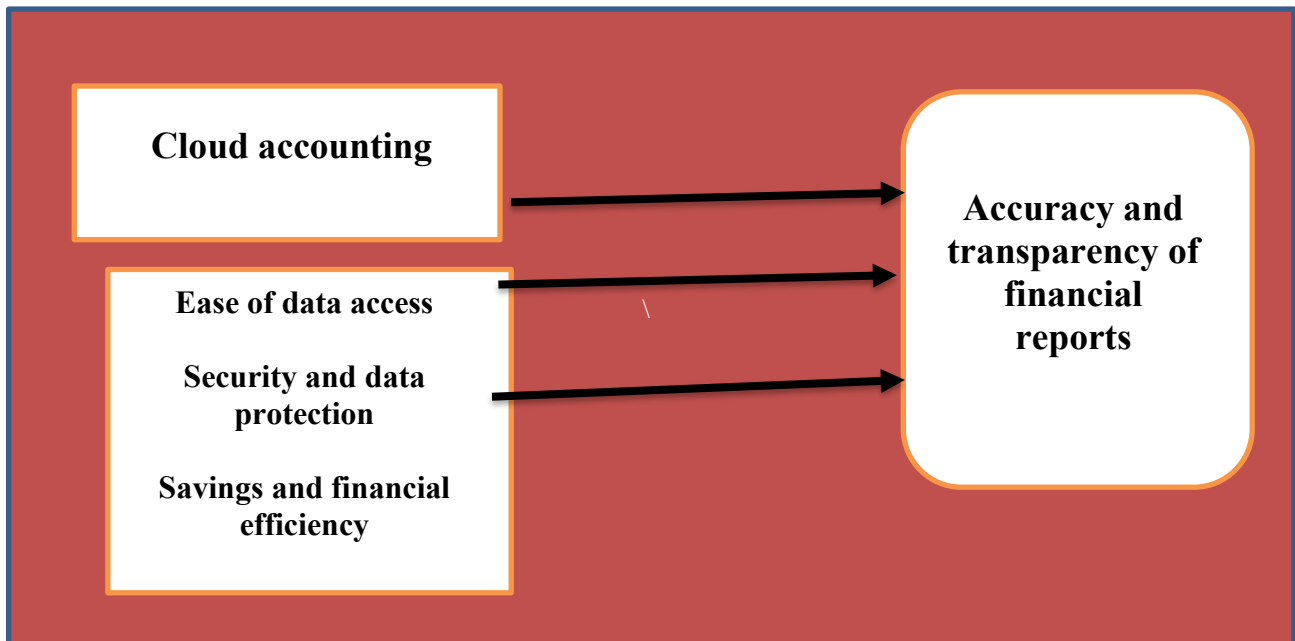 Cloud accounting
Ease of data access
Security and data
protection
Savings and financial
efficiency
\
Accuracy and
transparency of
financial
reports